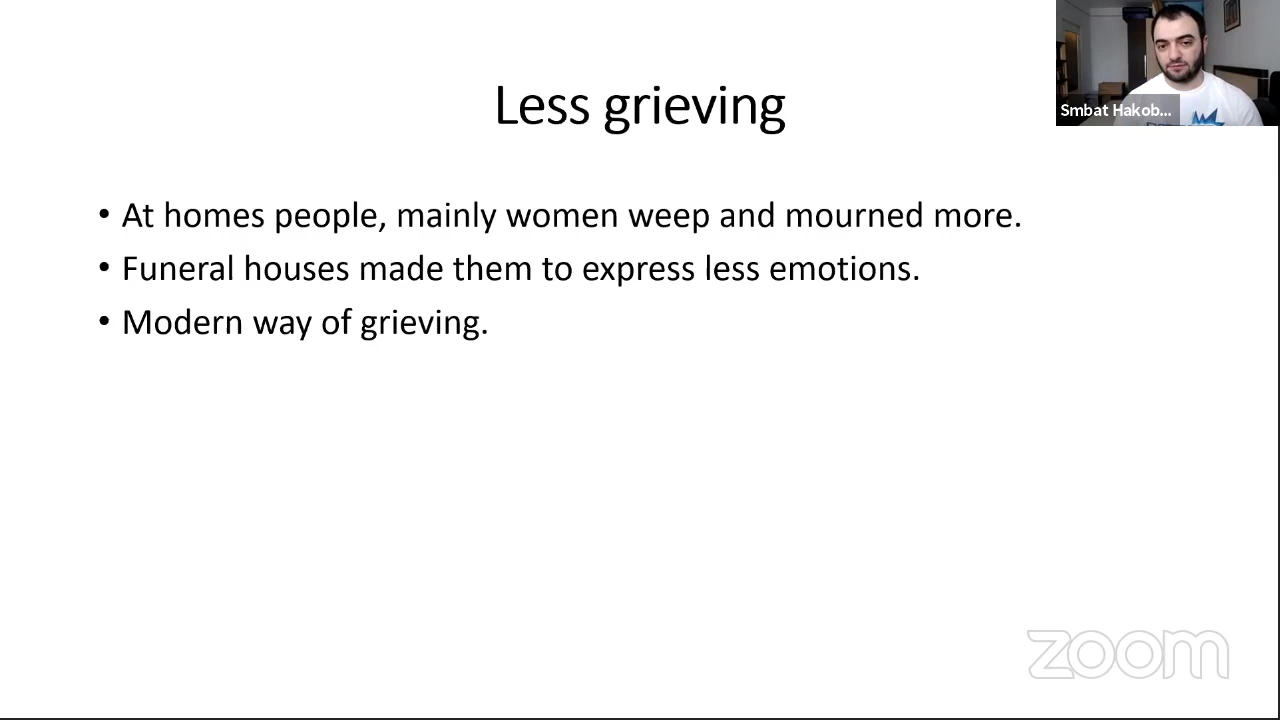 Less grieving
Smbat Hakob...
• At homes people, mainly women weep and mourned more.
• Funeral houses made them to express less emotions.
• Modern way of grieving.
zoom